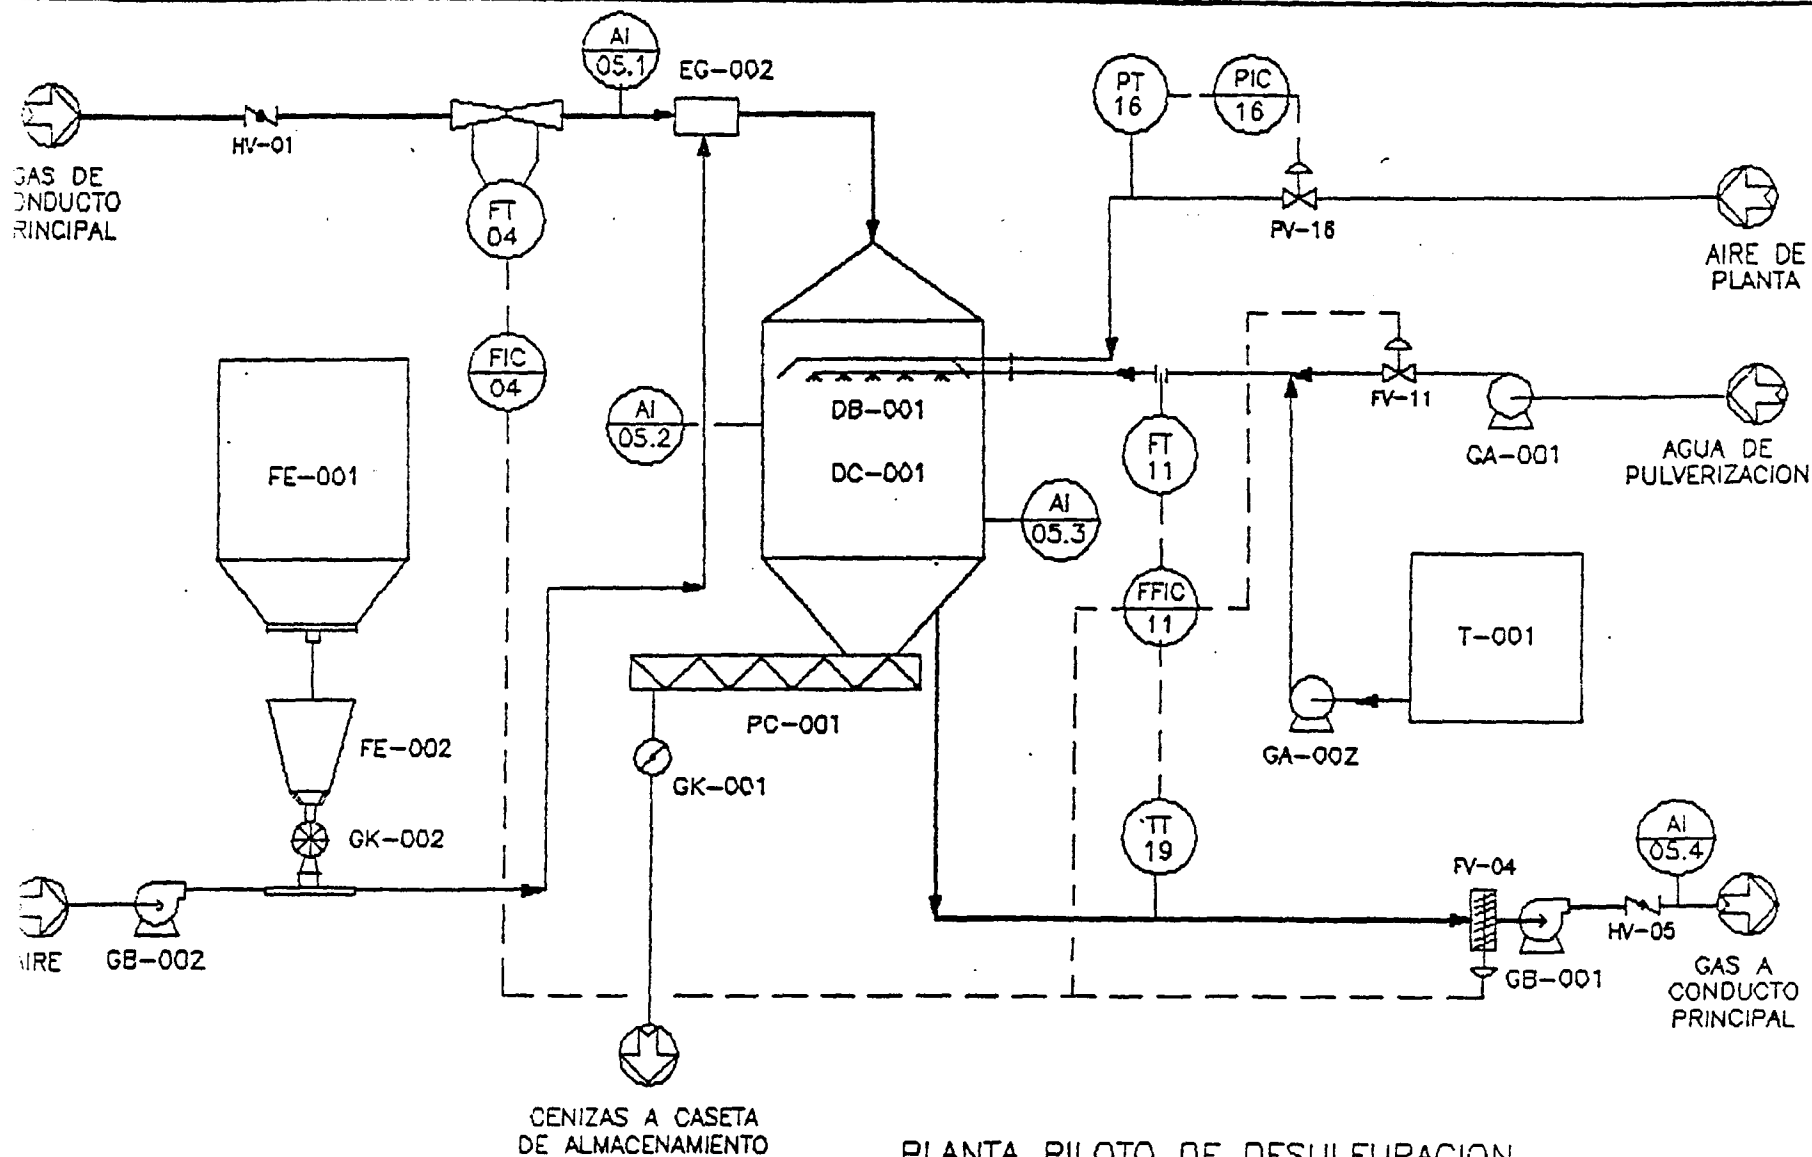 AI
05.1
EG-002
PT
16
PIC
16
HV-01
GAS DE
ONDUCTO
RINCIPAL
FT
04
PV-16
AIRE DE
PLANTA
FIC
04
FV-11
DB-001
AI
05.2
FT
11
GA-001
AGUA DE
PULVERIZACION
FE-001
DC-001
AI
05.3
FFIC
11
T-001
PC-001
FE-002
GA-002
GK-001
GK-002
TT
19
AI
05.4
FV-04
HV-05
AIRE
GB-002
GB-001
GAS A
CONDUCTO
PRINCIPAL
CENIZAS A CASETA
DE ALMACENAMIENTO
PLANTA PILOTO DE DESULFURACION